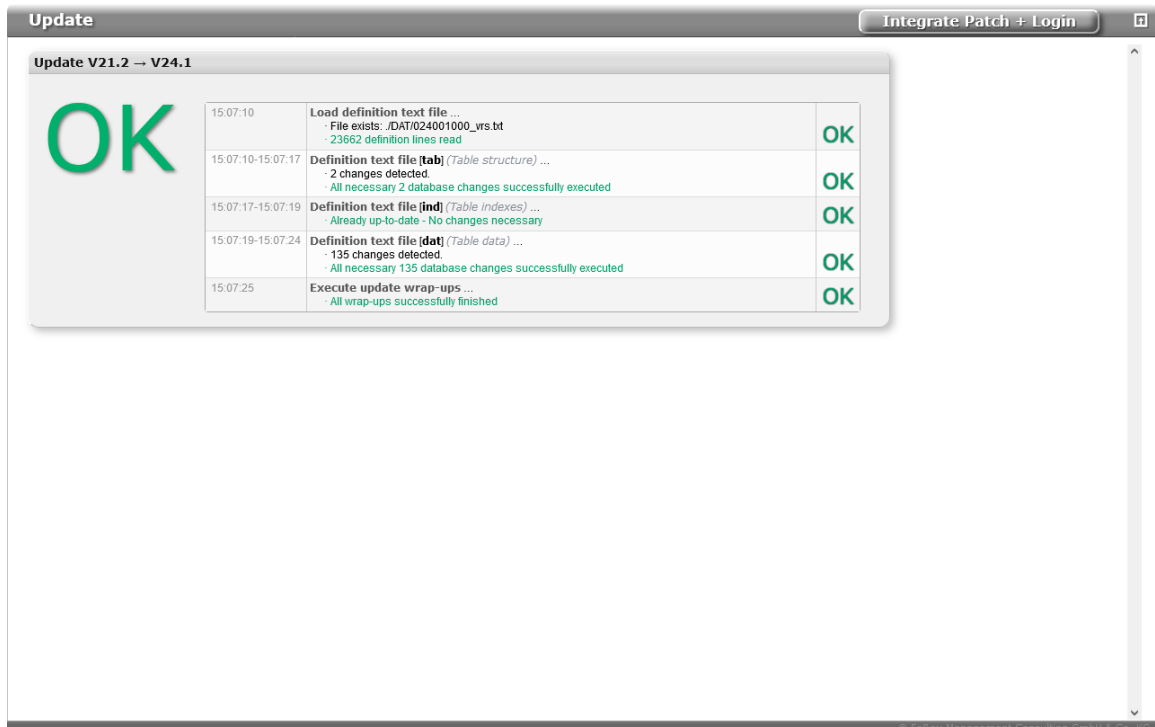 Update
Integrate Patch + Login
Update V21.2 → V24.1
OK
15:07:10
Load definition text file ...
· File exists: ./DAT/024001000_vrs.txt
· 23662 definition lines read
OK
15:07:10-15:07:17
Definition text file [tab] (Table structure) ...
· 2 changes detected.
· All necessary 2 database changes successfully executed
OK
15:07:17-15:07:19
Definition text file [ind] (Table indexes) ...
· Already up-to-date - No changes necessary
OK
15:07:19-15:07:24
Definition text file [dat] (Table data) ...
· 135 changes detected.
· All necessary 135 database changes successfully executed
OK
15:07:25
Execute update wrap-ups ...
· All wrap-ups successfully finished
OK